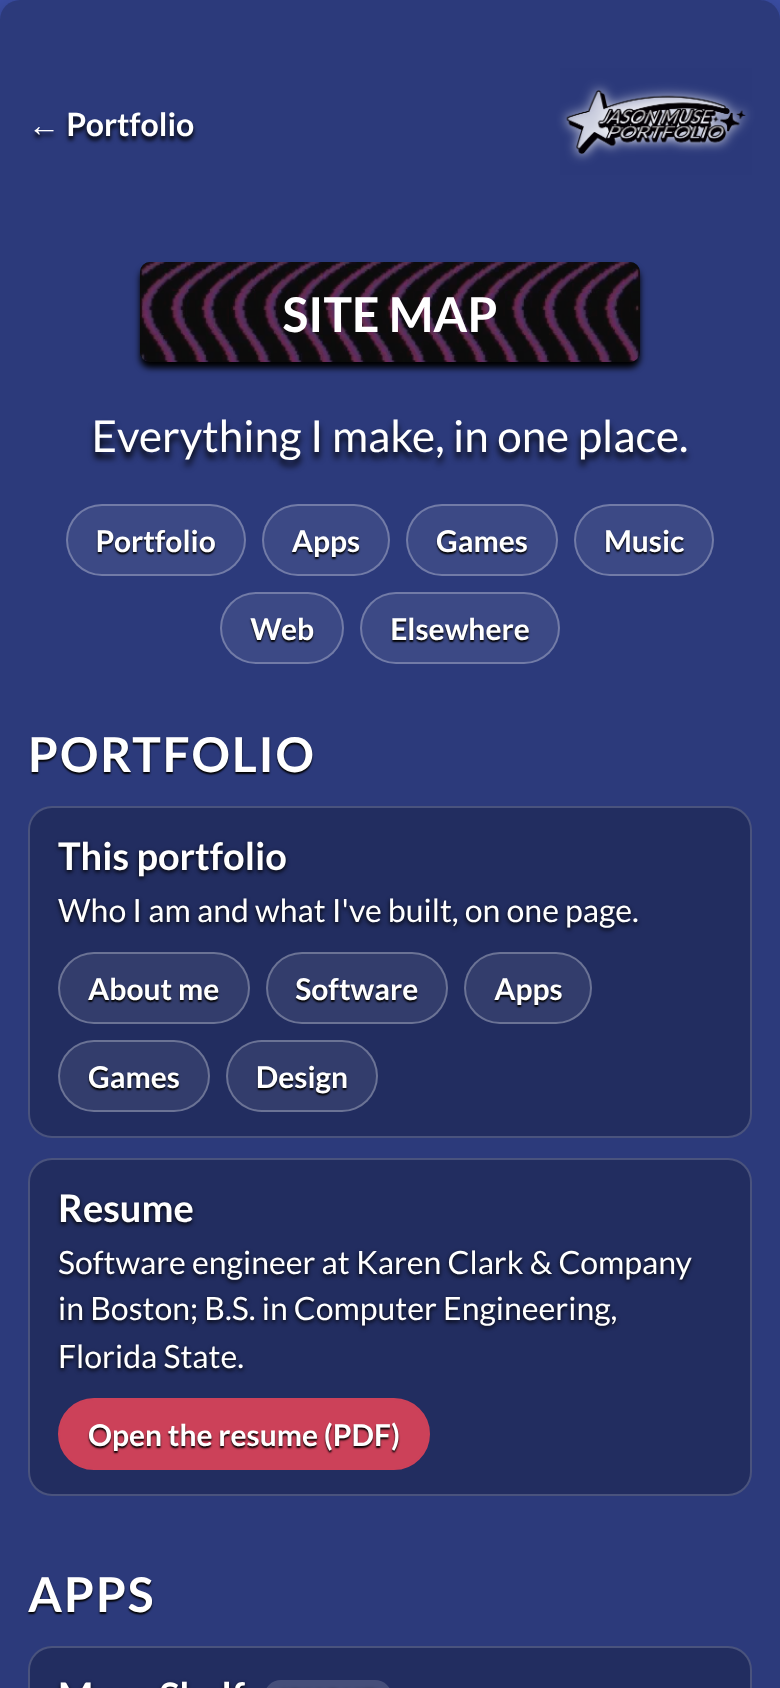 ← Portfolio
JASON MUSE
PORTFOLIO
SITE MAP
Everything I make, in one place.
Portfolio Apps Games Music
Web Elsewhere
PORTFOLIO
This portfolio
Who I am and what I've built, on one page.
About me Software Apps
Games Design
Resume
Software engineer at Karen Clark & Company
in Boston; B.S. in Computer Engineering,
Florida State.
Open the resume (PDF)
APPS